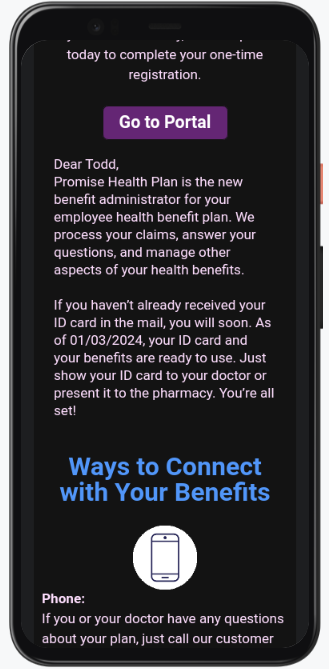 today to complete your one-time
registration.
Go to Portal
Dear Todd,
Promise Health Plan is the new
benefit administrator for your
employee health benefit plan. We
process your claims, answer your
questions, and manage other
aspects of your health benefits.
If you haven’t already received your
ID card in the mail, you will soon. As
of 01/03/2024, your ID card and
your benefits are ready to use. Just
show your ID card to your doctor or
present it to the pharmacy. You’re all
set!
Ways to Connect
with Your Benefits
Phone:
If you or your doctor have any questions
about your plan, just call our customer